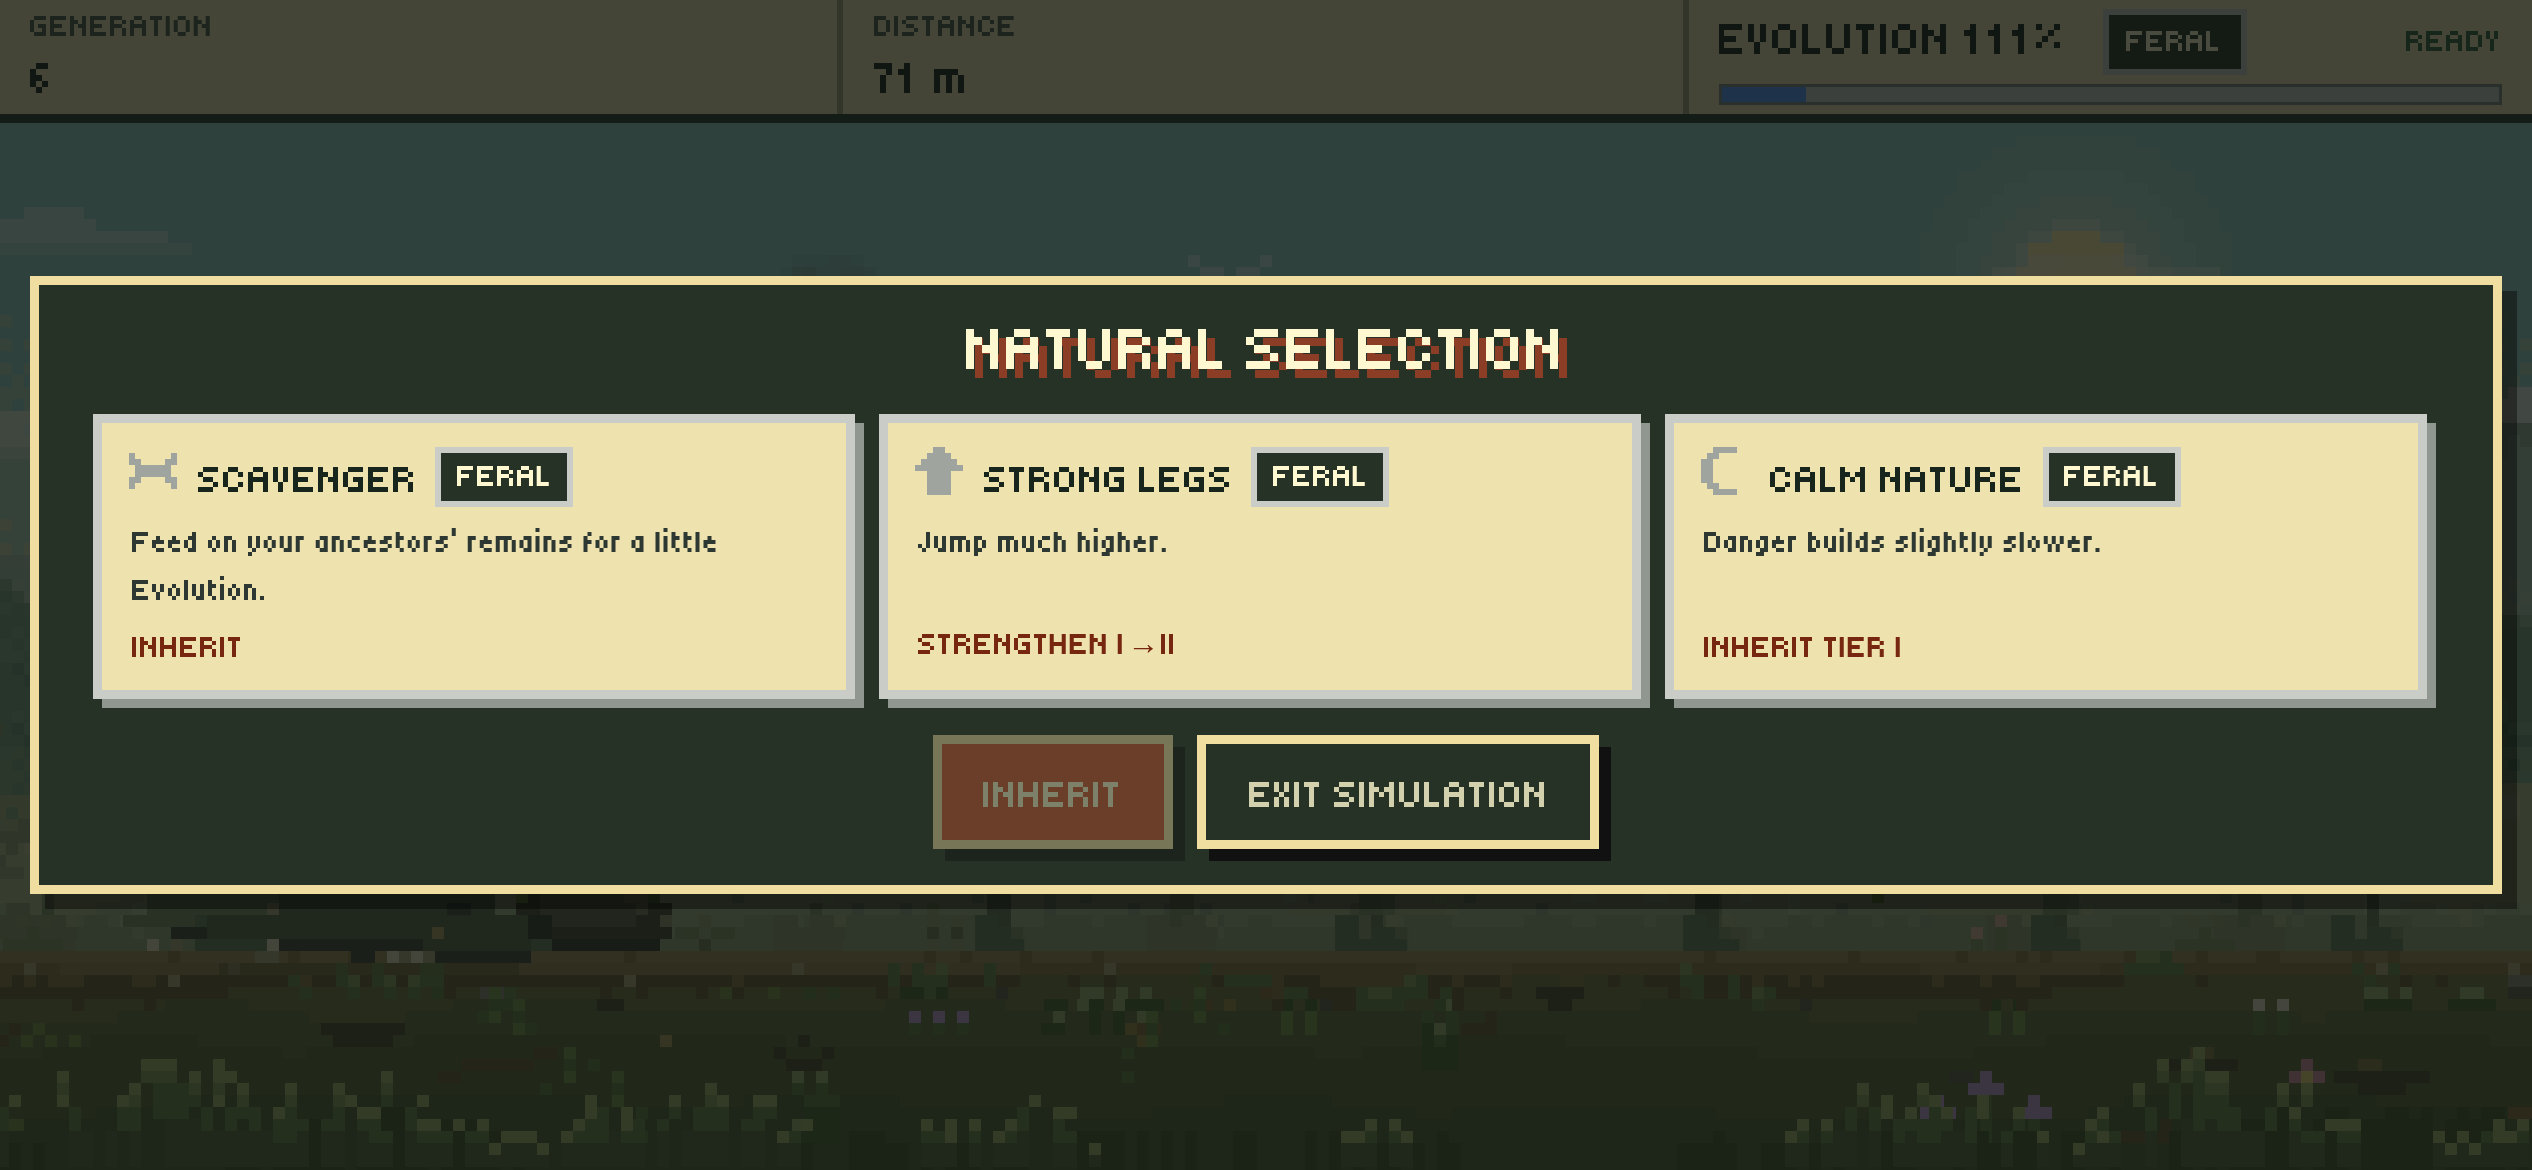 GENERATION
6
DISTANCE
71 m
EVOLUTION 111%
FERAL
READY
NATURAL SELECTION
SCAVENGER
FERAL
Feed on your ancestors' remains for a little
Evolution.
INHERIT
STRONG LEGS
FERAL
Jump much higher.
STRENGTHEN I →II
CALM NATURE
FERAL
Danger builds slightly slower.
INHERIT TIER I
INHERIT
EXIT SIMULATION